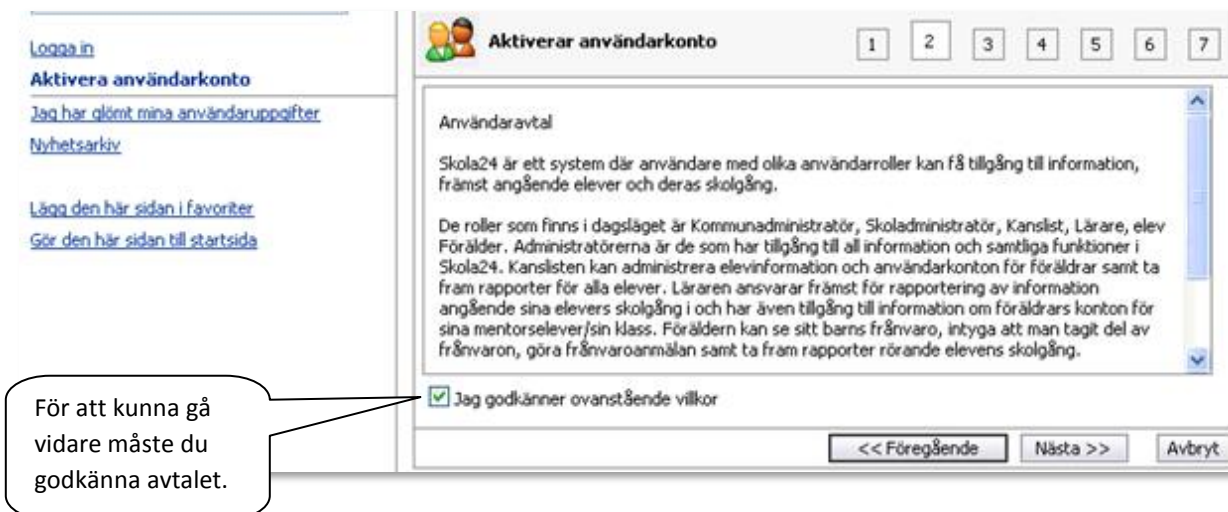 Logga in
Aktivera användarkonto
Jag har glömt mina användaruppgifter
Nyhetsarkiv
Lägg den här sidan i favoriter
Gör den här sidan till startsida
Aktiverar användarkonto
1 2 3 4 5 6 7
Användaravtal
Skola24 är ett system där användare med olika användarroller kan få tillgång till information,
främst angående elever och deras skolgång.
De roller som finns i dagsläget är Kommunadministratör, Skoladministratör, Kanslist, Lärare, elev
Förälder. Administratörerna är de som har tillgång till all information och samtliga funktioner i
Skola24. Kanslisten kan administrera elevinformation och användarkonton för föräldrar samt ta
fram rapporter för alla elever. Läraren ansvarar främst för rapportering av information
angående sina elevers skolgång i och har även tillgång till information om föräldrars konton för
sina mentorselever/sin klass. Föräldern kan se sitt barns frånvaro, intyga att man tagit del av
frånvaron, göra frånvaroanmälan samt ta fram rapporter rörande elevens skolgång.
Jag godkänner ovanstående villkor
<< Föregående Nästa >> Avbryt
För att kunna gå
vidare måste du
godkänna avtalet.